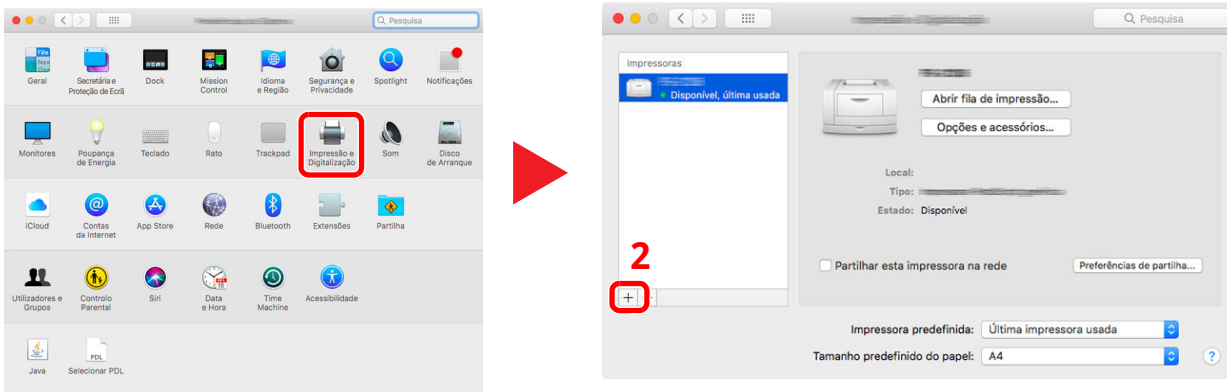 Pesquisa
File
New
Geral
Secretária e
Proteção de Ecrã
Dock
Mission
Control
Idioma
e Região
Segurança e
Privacidade
Spotlight
Notificações
Monitores
Poupança
de Energia
Teclado
Rato
Trackpad
Impressão e
Digitalização
Som
Disco
de Arranque
iCloud
Contas
da Internet
App Store
Rede
Bluetooth
Extensões
Partilha
Utilizadores e
Grupos
Controlo
Parental
Siri
18
Data
e Hora
Time
Machine
Acessibilidade
Java
PDL
Selecionar PDL
Pesquisa
Impressoras
Disponível, última usada
Abrir fila de impressão...
Opções e acessórios...
Local:
Tipo:
Estado: Disponível
2
Partilhar esta impressora na rede
Preferências de partilha...
+
Impressora predefinida: Última impressora usada
Tamanho predefinido do papel: A4
?